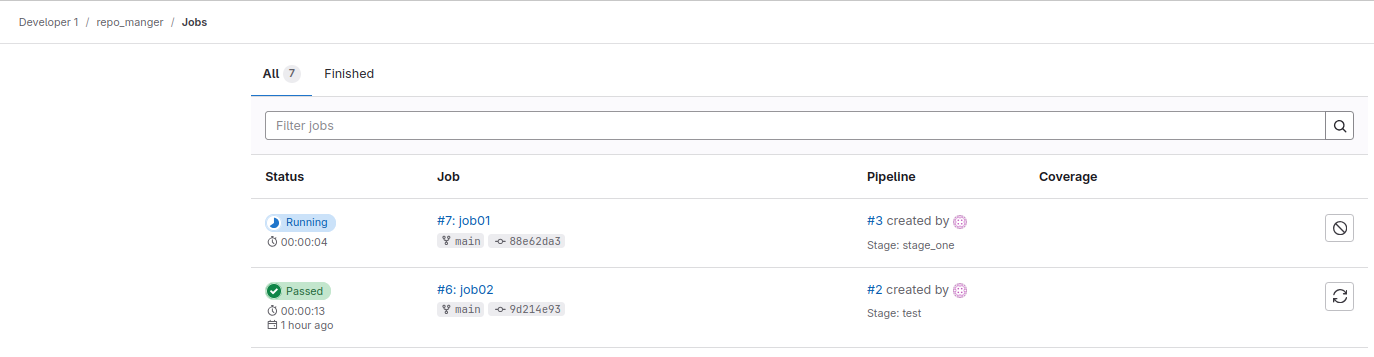 Developer 1 / repo_manger / Jobs
All 7 Finished
Filter jobs
Status Job Pipeline Coverage
Running #7: job01 #3 created by
00:00:04 main 88e62da3 Stage: stage_one
Passed #6: job02 #2 created by
00:00:13 main 9d214e93 Stage: test
1 hour ago